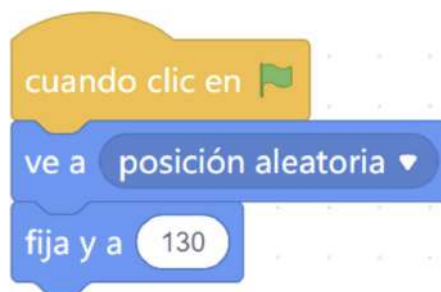 cuando clic en
ve a posición aleatoria
fija y a 130